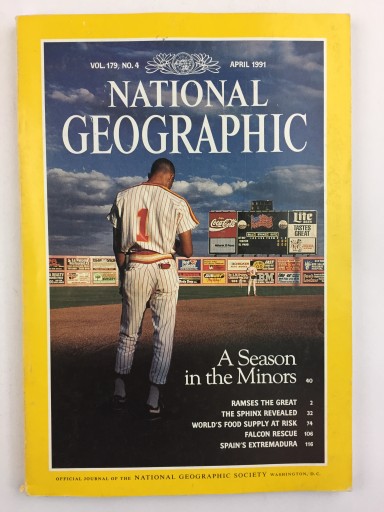 VOL. 179, NO. 4
APRIL 1991
NATIONAL
GEOGRAPHIC
1
Coca-Cola
Lite
TASTES
GREAT
A Season
in the Minors 40
RAMSES THE GREAT 2
THE SPHINX REVEALED 32
WORLD'S FOOD SUPPLY AT RISK 74
FALCON RESCUE 106
SPAIN'S EXTREMADURA 116
OFFICIAL JOURNAL OF THE NATIONAL GEOGRAPHIC SOCIETY WASHINGTON, D.C.